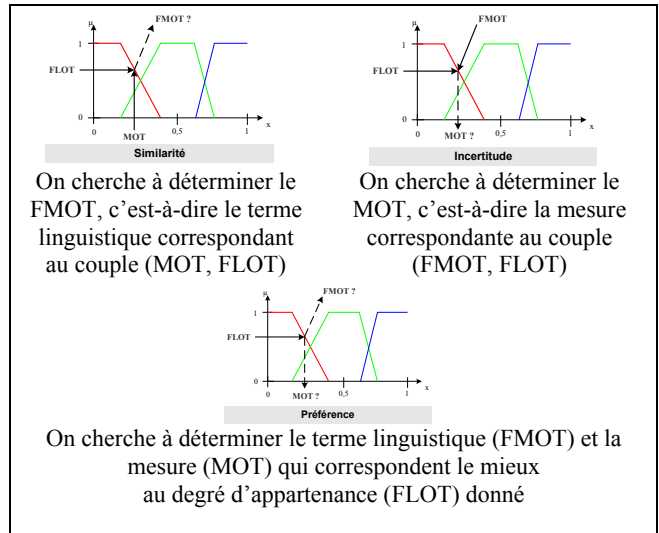 μ
FMOT ?
1
FLOT
0
0
MOT
0,5
1
x
Similarité
On cherche à déterminer le
FMOT, c'est-à-dire le terme
linguistique correspondant
au couple (MOT, FLOT)
μ
FMOT
1
FLOT
0
0
MOT ?
0,5
1
x
Incertitude
On cherche à déterminer le
MOT, c'est-à-dire la mesure
correspondante au couple
(FMOT, FLOT)
μ
FMOT ?
1
FLOT
0
0
MOT ?
0,5
1
x
Préférence
On cherche à déterminer le terme linguistique (FMOT) et la
mesure (MOT) qui correspondent le mieux
au degré d'appartenance (FLOT) donné